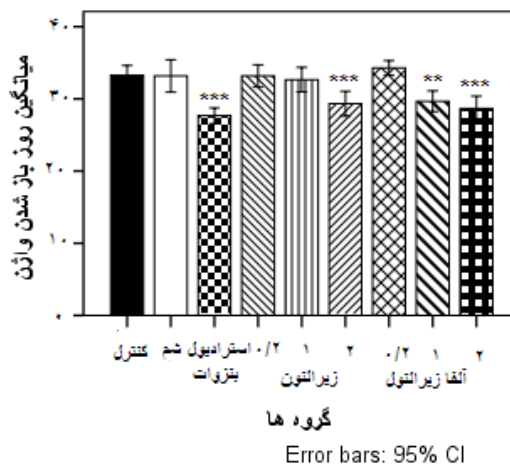 میانگین روز باز شدن واژن
۴۰
۳۰
۲۰
۱۰
۰
***
***
**
***
کنترل
شم
استرادیول
بنزوات
۰/۲ ۱ ۲
زیرالنون
۰/۲ ۱ ۲
آلفا زیرالنول
گروه ها
Error bars: 95% CI